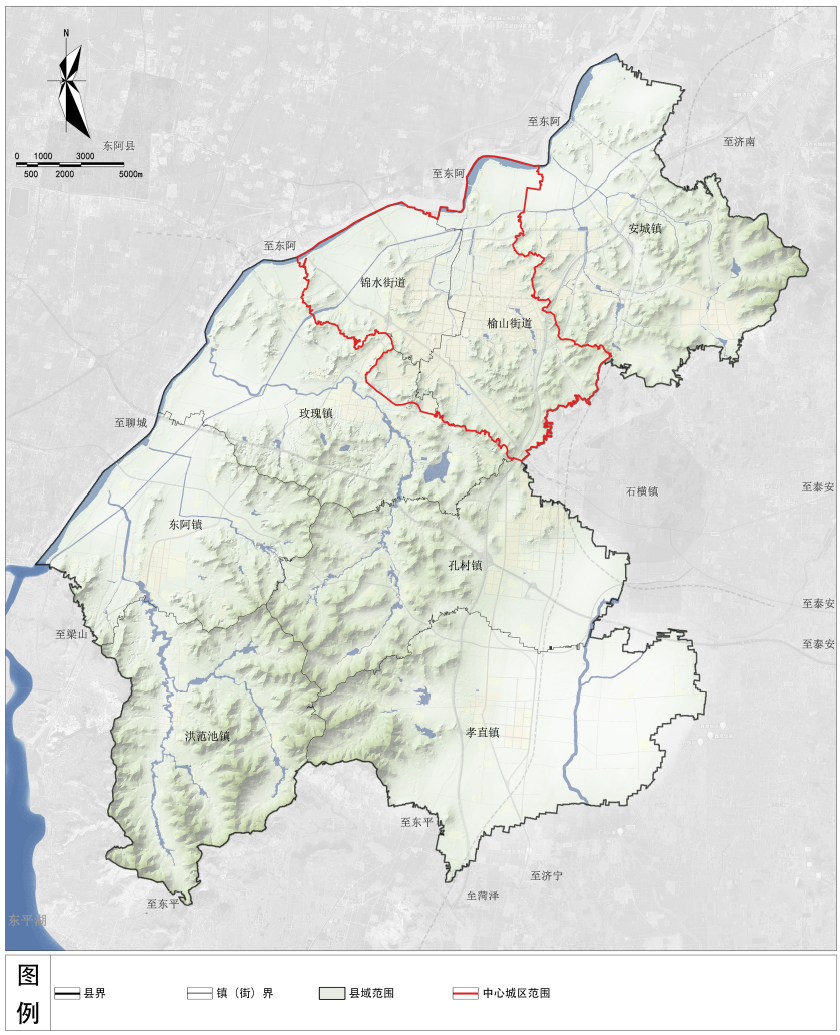 N
东阿县
0 1000 3000
500 2000 5000m
至东阿
至济南
至东阿
安城镇
至东阿
锦水街道
榆山街道
玫瑰镇
至聊城
至泰安
石横镇
东阿镇
孔村镇
至泰安
至梁山
至泰安
洪范池镇
孝直镇
至东平
至济宁
至菏泽
至东平
东平湖
图例
县界
镇（街）界
县域范围
中心城区范围